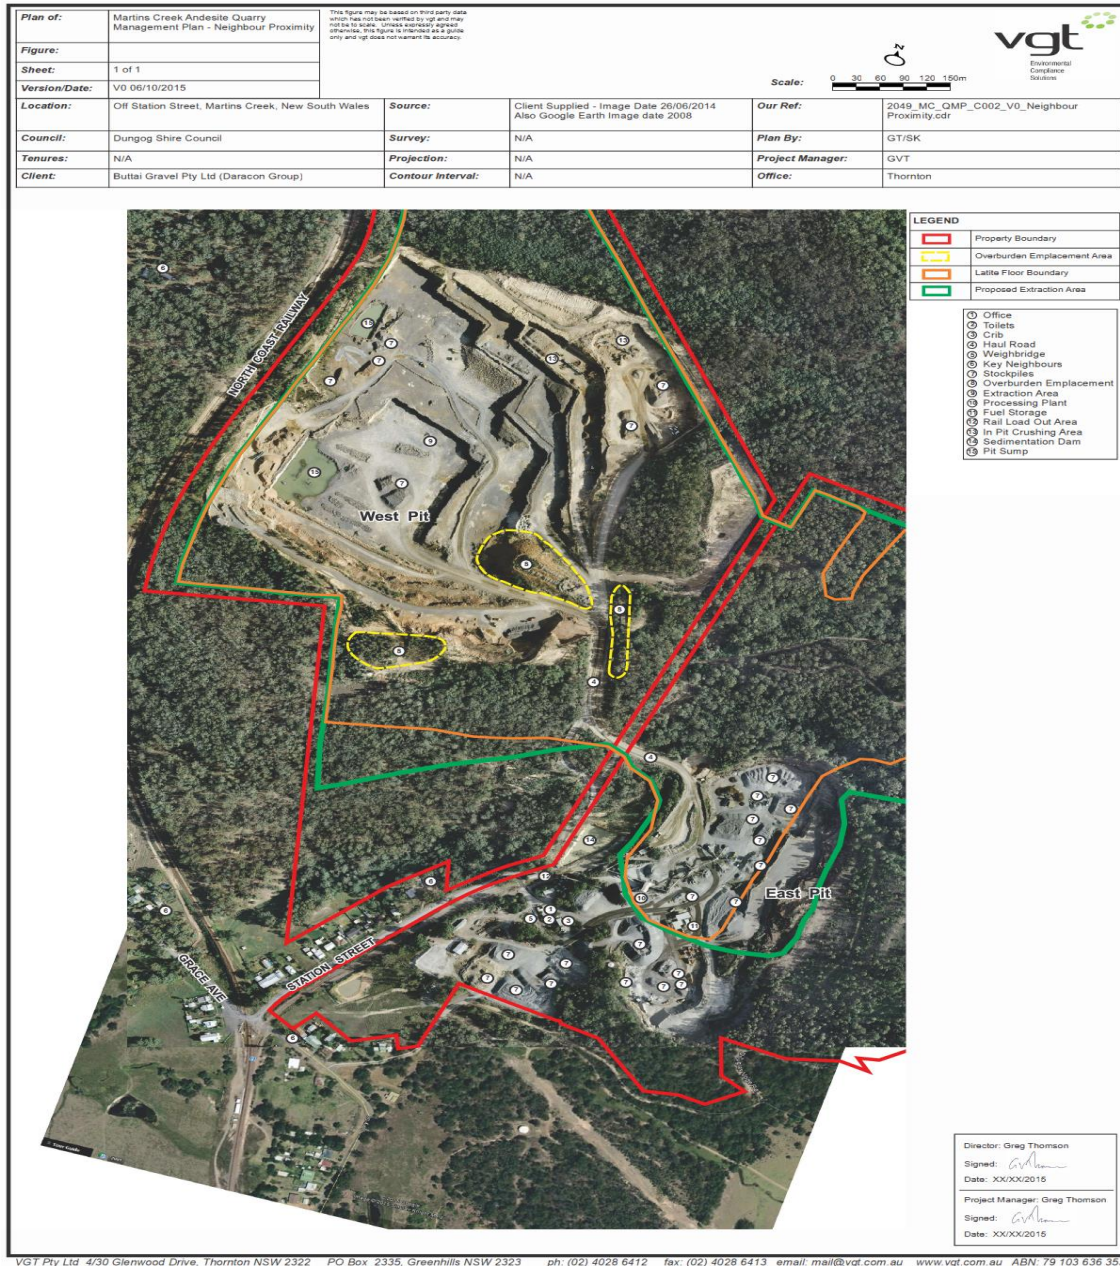 Plan of:
Martins Creek Andesite Quarry
Management Plan - Neighbour Proximity
This figure may be based on third party data
which has not been verified by vgt and may
not be to scale. Unless expressly agreed
otherwise, this figure is intended as a guide
only and vgt does not warrant its accuracy.
Figure:
Sheet:
1 of 1
Version/Date:
V0 06/10/2015
Scale:
0 30 60 90 120 150m
N
vgt
Environmental
Compliance
Solutions
Location:
Off Station Street, Martins Creek, New South Wales
Source:
Client Supplied - Image Date 26/06/2014
Also Google Earth Image date 2008
Our Ref:
2049_MC_QMP_C002_V0_Neighbour
Proximity.cdr
Council:
Dungog Shire Council
Survey:
N/A
Plan By:
GT/SK
Tenures:
N/A
Projection:
N/A
Project Manager:
GVT
Client:
Buttai Gravel Pty Ltd (Daracon Group)
Contour Interval:
N/A
Office:
Thornton
LEGEND
Property Boundary
Overburden Emplacement Area
Latite Floor Boundary
Proposed Extraction Area
1 Office
2 Toilets
3 Crib
4 Haul Road
5 Weighbridge
6 Key Neighbours
7 Stockpiles
8 Overburden Emplacement
9 Extraction Area
10 Processing Plant
11 Fuel Storage
12 Rail Load Out Area
13 In Pit Crushing Area
14 Sedimentation Dam
15 Pit Sump
NORTH COAST RAILWAY
West Pit
East Pit
STATION STREET
GRACE AVE
Director: Greg Thomson
Signed:
Date: XX/XX/2015
Project Manager: Greg Thomson
Signed:
Date: XX/XX/2015
VGT Pty Ltd 4/30 Glenwood Drive, Thornton NSW 2322 PO Box 2335, Greenhills NSW 2323 ph: (02) 4028 6412 fax: (02) 4028 6413 email: mail@vgt.com.au www.vgt.com.au ABN: 79 103 636 35